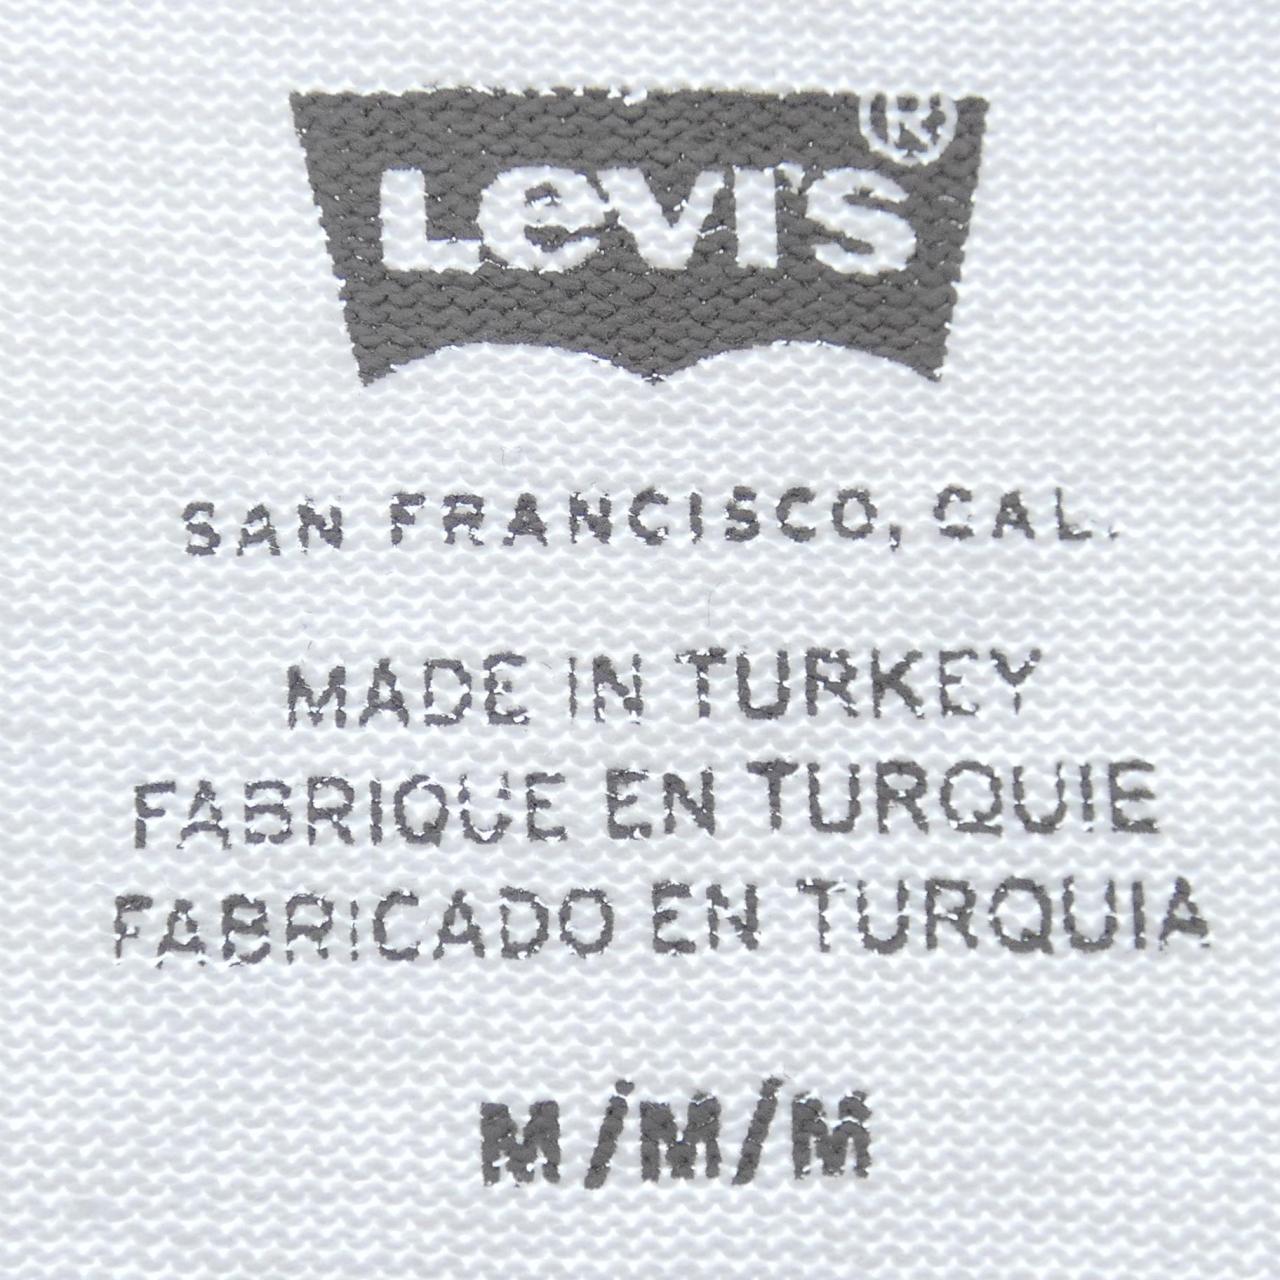 Levi's®
SAN FRANCISCO, CAL.
MADE IN TURKEY
FABRIQUE EN TURQUIE
FABRICADO EN TURQUIA
M/M/M